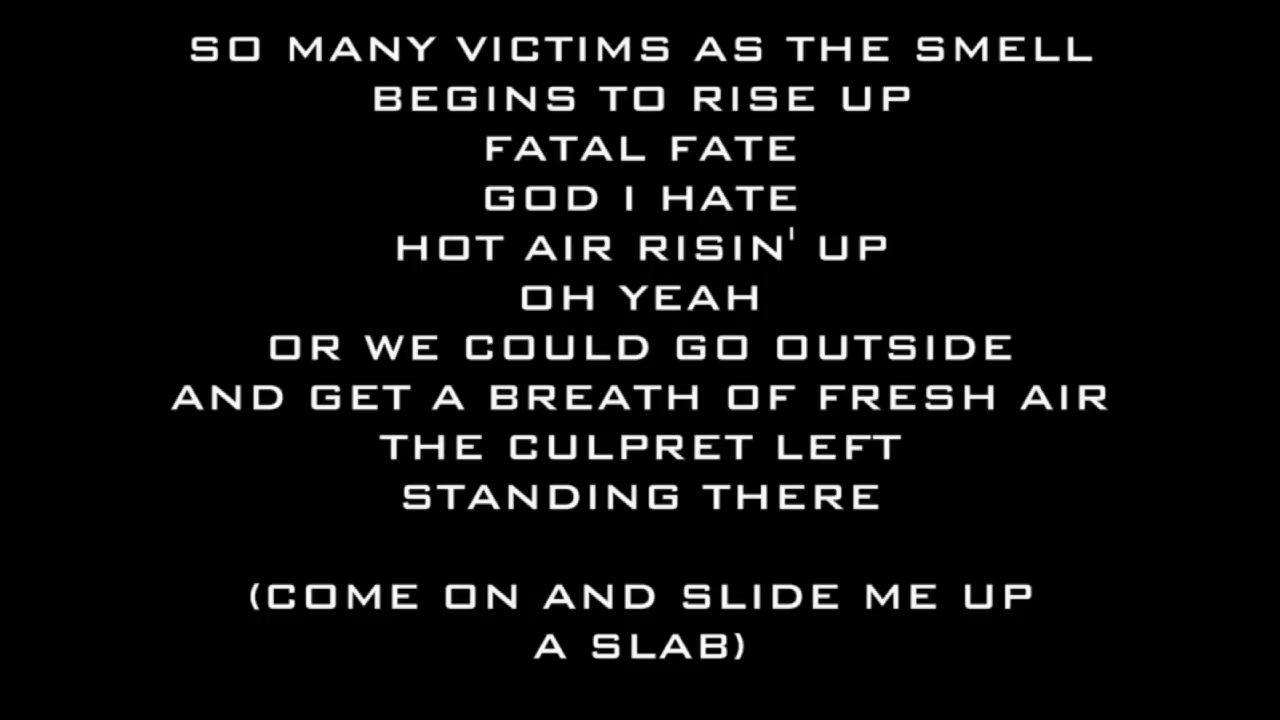 SO MANY VICTIMS AS THE SMELL
BEGINS TO RISE UP
FATAL FATE
GOD I HATE
HOT AIR RISIN' UP
OH YEAH
OR WE COULD GO OUTSIDE
AND GET A BREATH OF FRESH AIR
THE CULPRET LEFT
STANDING THERE
(COME ON AND SLIDE ME UP
A SLAB)